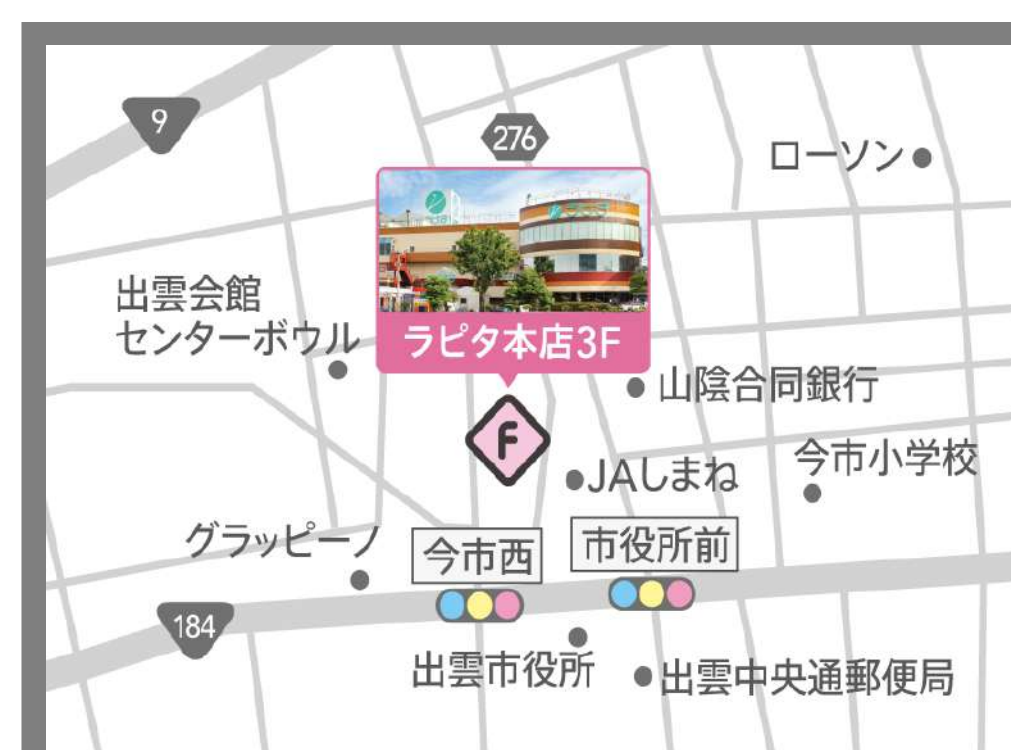 9
276
ローソン
出雲会館
センターボウル
ラピタ本店3F
山陰合同銀行
F
JAしまね
今市小学校
グラッピーノ
今市西
市役所前
184
出雲市役所
出雲中央通郵便局